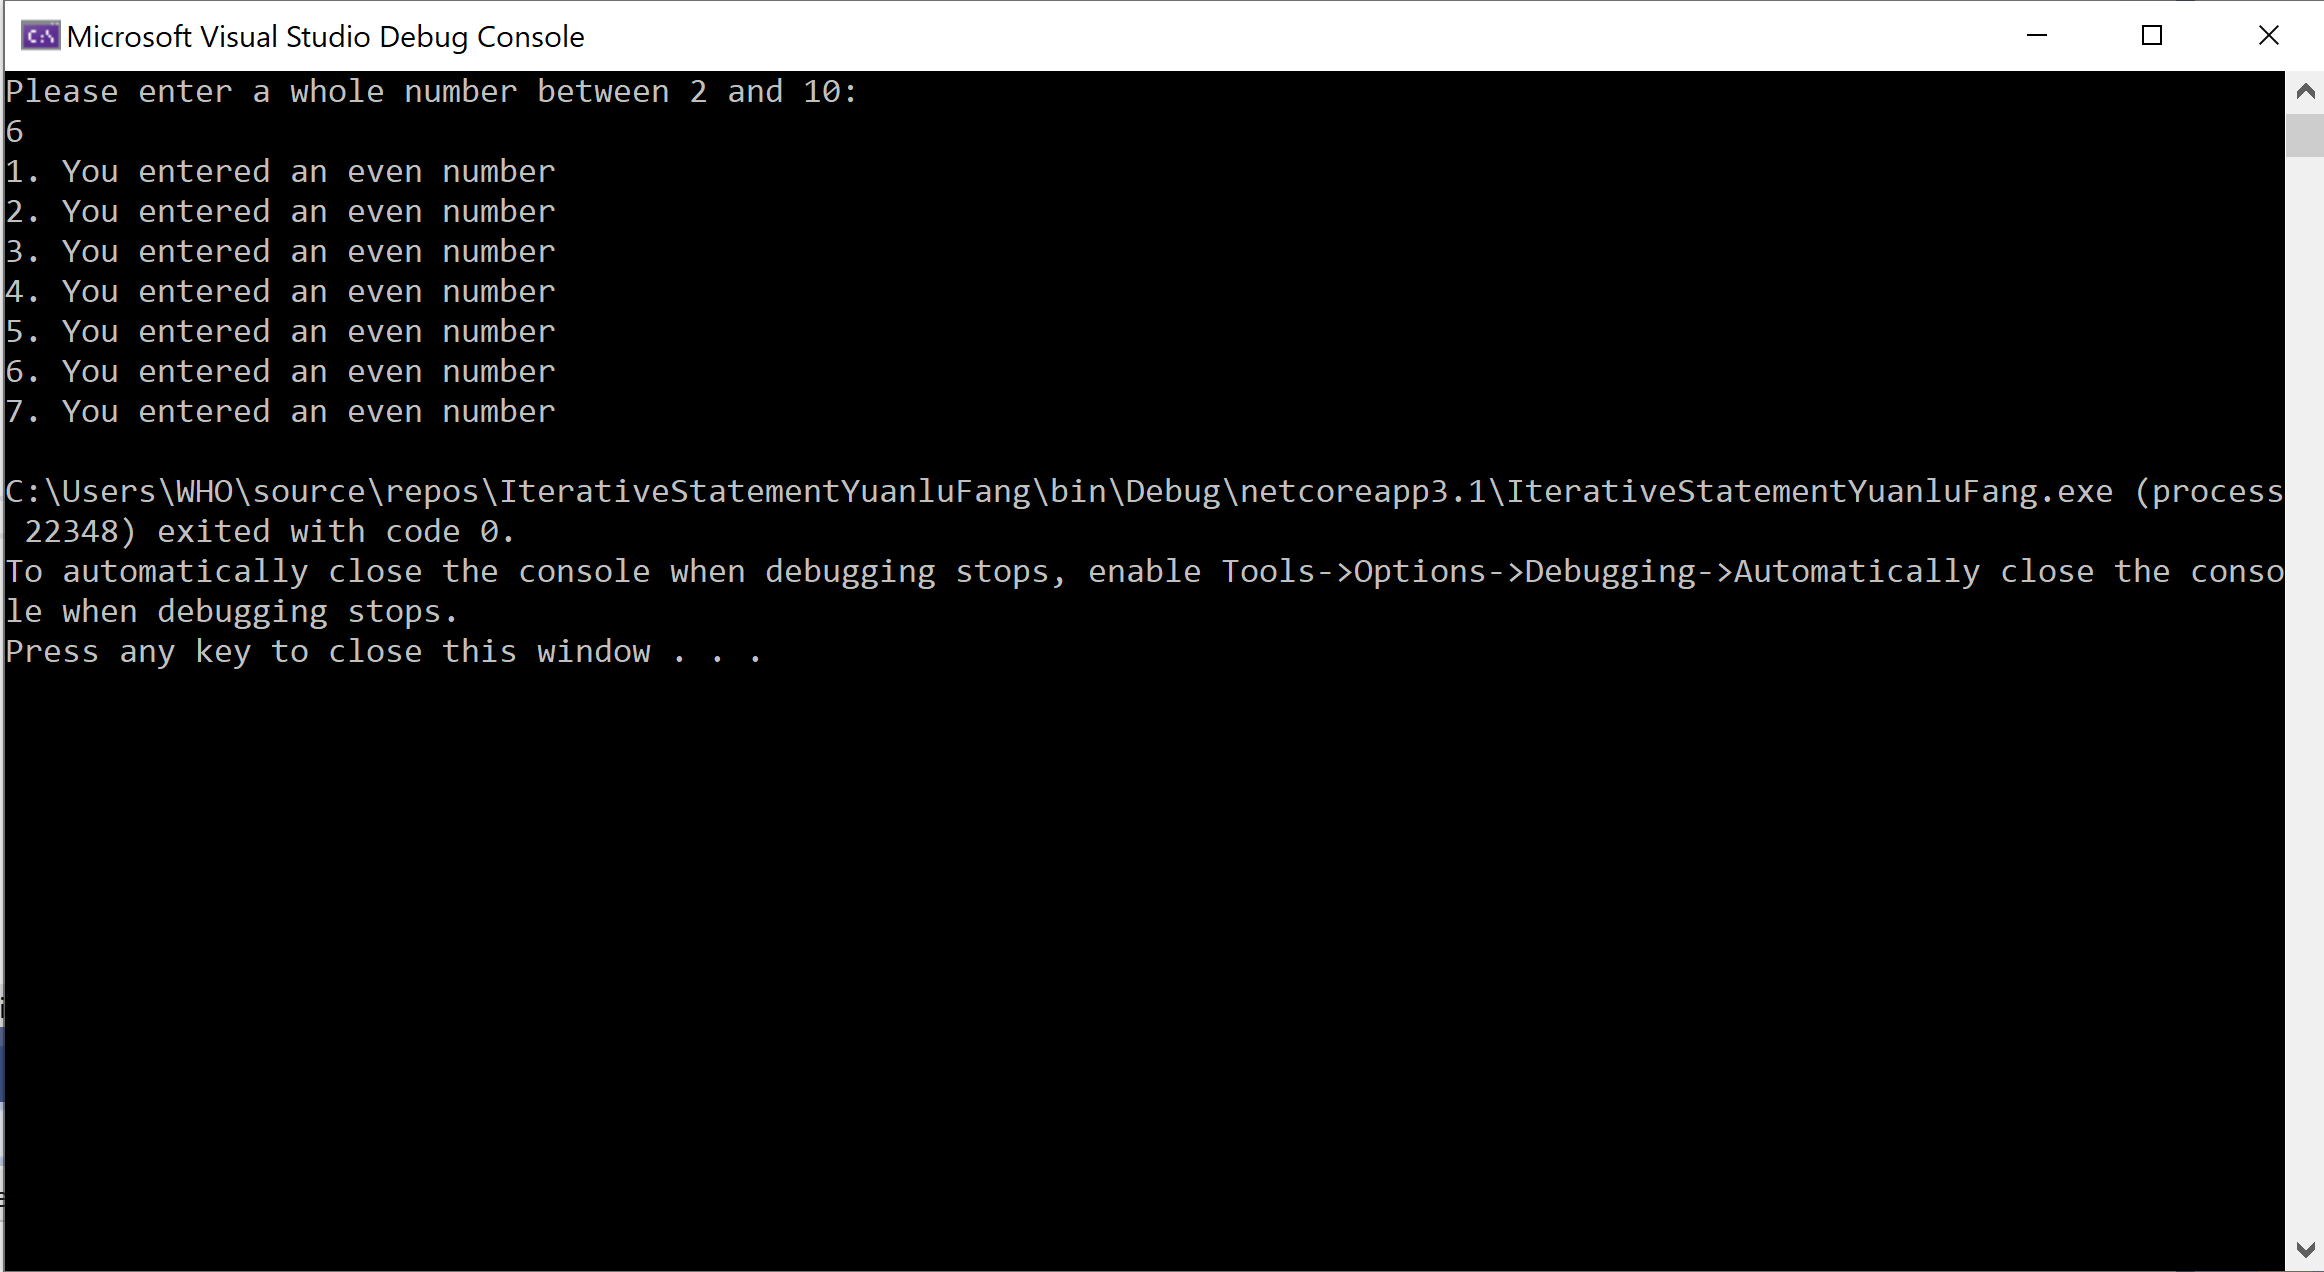 Microsoft Visual Studio Debug Console
Please enter a whole number between 2 and 10:
6
1. You entered an even number
2. You entered an even number
3. You entered an even number
4. You entered an even number
5. You entered an even number
6. You entered an even number
7. You entered an even number
C:\Users\WHO\source\repos\IterativeStatementYuanluFang\bin\Debug\netcoreapp3.1\IterativeStatementYuanluFang.exe (process
 22348) exited with code 0.
To automatically close the console when debugging stops, enable Tools->Options->Debugging->Automatically close the conso
le when debugging stops.
Press any key to close this window . . .